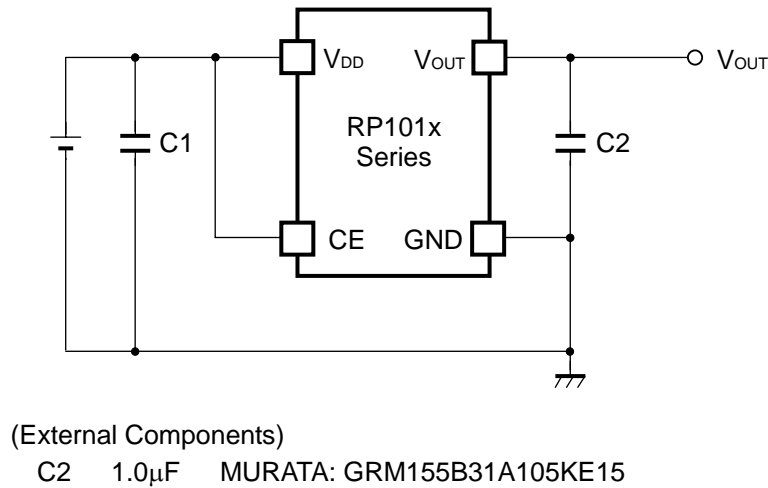 VDD VOUT VOUT
RP101x
Series
C1 C2
CE GND
(External Components)
C2 1.0μF MURATA: GRM155B31A105KE15